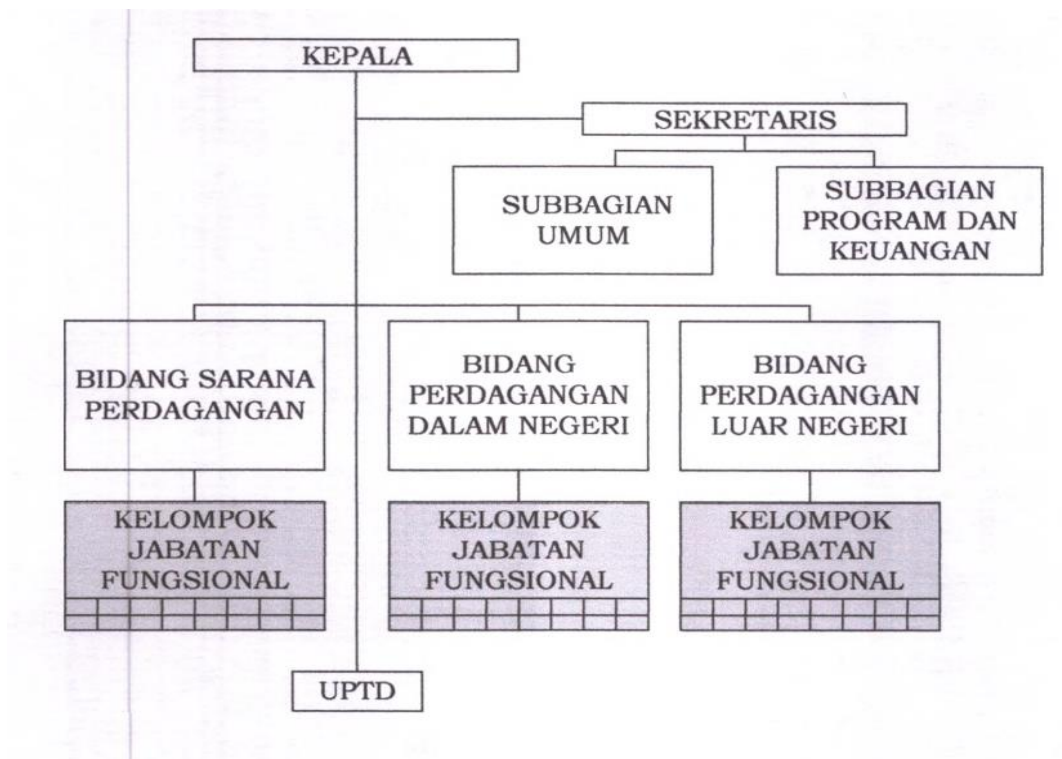 KEPALA
SEKRETARIS
SUBBAGIAN
UMUM
SUBBAGIAN
PROGRAM DAN
KEUANGAN
BIDANG SARANA
PERDAGANGAN
BIDANG
PERDAGANGAN
DALAM NEGERI
BIDANG
PERDAGANGAN
LUAR NEGERI
KELOMPOK
JABATAN
FUNGSIONAL
KELOMPOK
JABATAN
FUNGSIONAL
KELOMPOK
JABATAN
FUNGSIONAL
UPTD